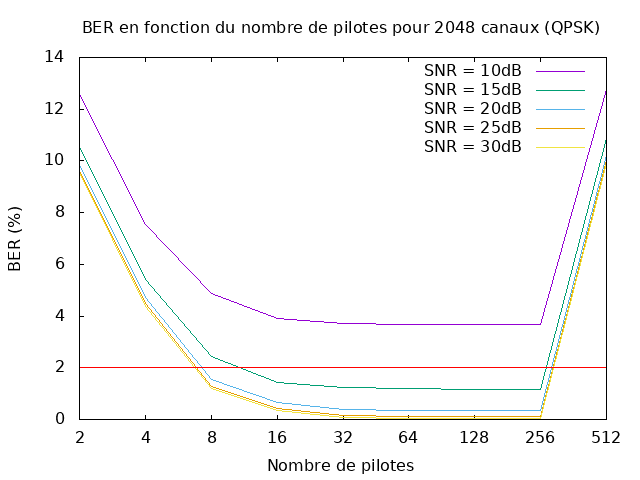 BER en fonction du nombre de pilotes pour 2048 canaux (QPSK)
SNR = 10dB
SNR = 15dB
SNR = 20dB
SNR = 25dB
SNR = 30dB
BER (%)
14
12
10
8
6
4
2
0
2 4 8 16 32 64 128 256 512
Nombre de pilotes